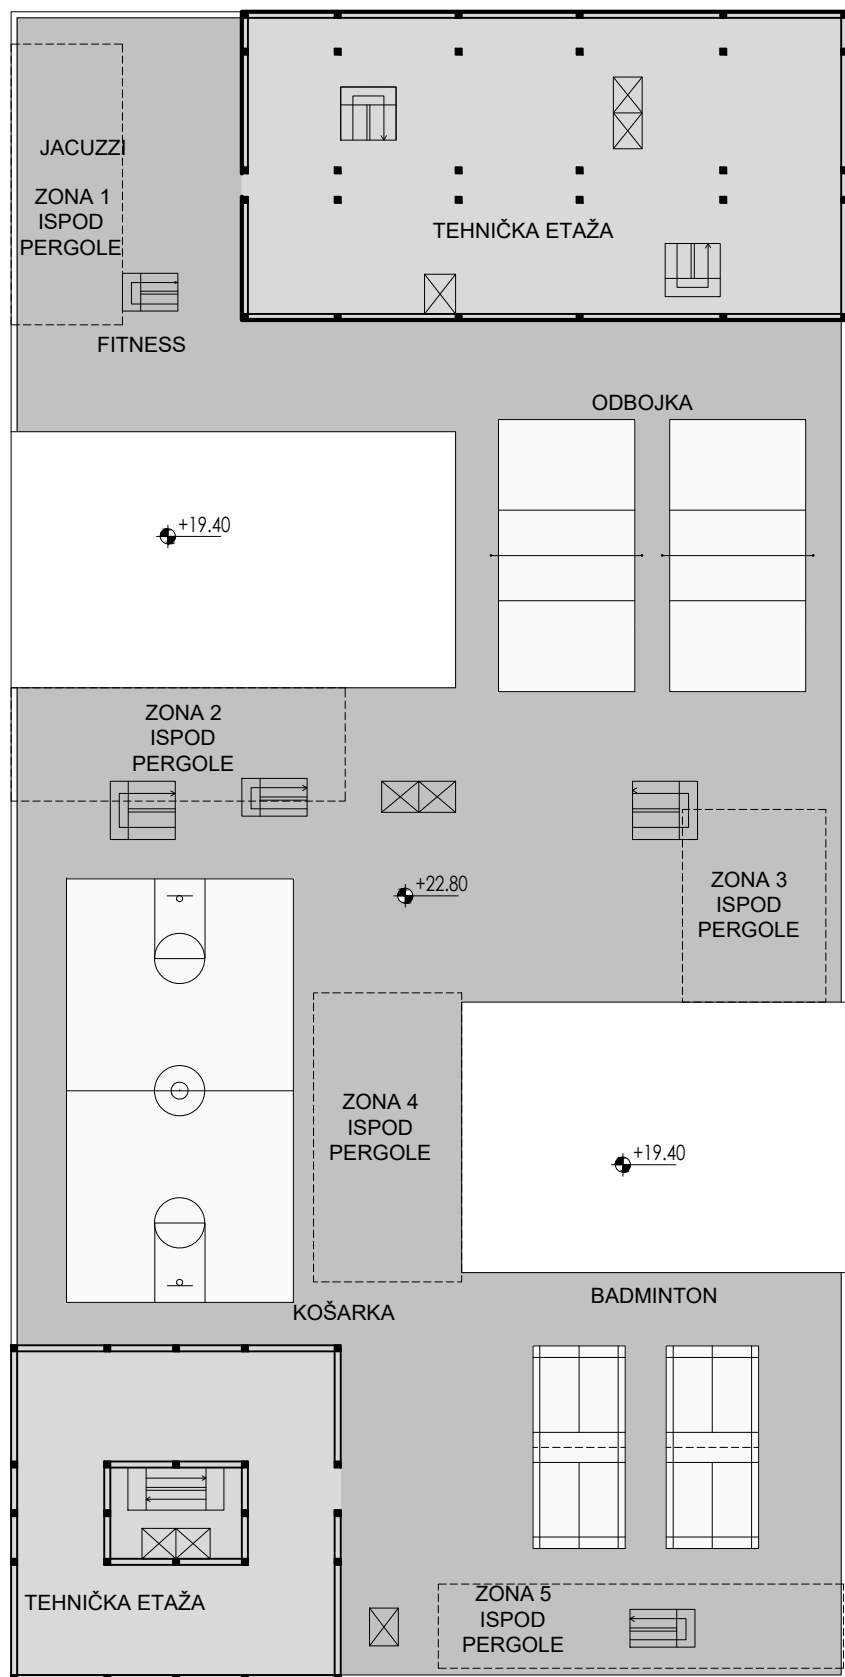 JACUZZI
ZONA 1
ISPOD
PERGOLE
TEHNIČKA ETAŽA
FITNESS
ODBOJKA
+19.40
ZONA 2
ISPOD
PERGOLE
+22.80
ZONA 3
ISPOD
PERGOLE
ZONA 4
ISPOD
PERGOLE
+19.40
KOŠARKA
BADMINTON
TEHNIČKA ETAŽA
ZONA 5
ISPOD
PERGOLE